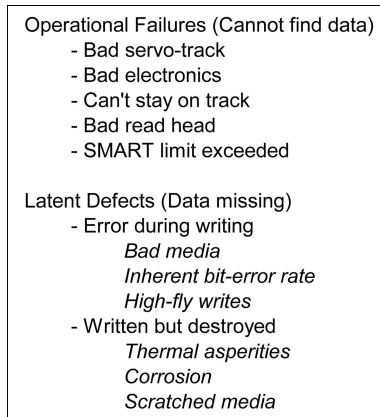 Operational Failures (Cannot find data)
- Bad servo-track
- Bad electronics
- Can't stay on track
- Bad read head
- SMART limit exceeded
Latent Defects (Data missing)
- Error during writing
Bad media
Inherent bit-error rate
High-fly writes
- Written but destroyed
Thermal asperities
Corrosion
Scratched media